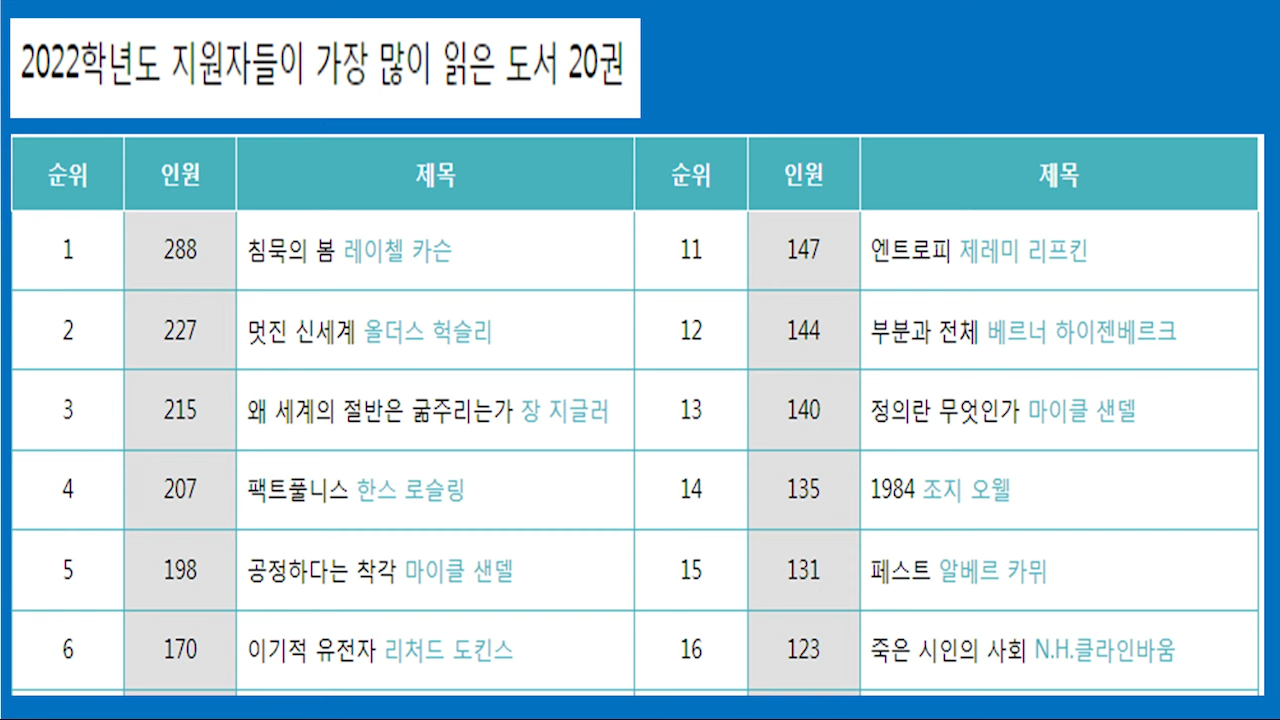 2022학년도 지원자들이 가장 많이 읽은 도서 20권
순위 인원 제목 순위 인원 제목
1 288 침묵의 봄 레이첼 카슨 11 147 엔트로피 제레미 리프킨
2 227 멋진 신세계 올더스 헉슬리 12 144 부분과 전체 베르너 하이젠베르크
3 215 왜 세계의 절반은 굶주리는가 장 지글러 13 140 정의란 무엇인가 마이클 샌델
4 207 팩트풀니스 한스 로슬링 14 135 1984 조지 오웰
5 198 공정하다는 착각 마이클 샌델 15 131 페스트 알베르 카뮈
6 170 이기적 유전자 리처드 도킨스 16 123 죽은 시인의 사회 N.H.클라인바움